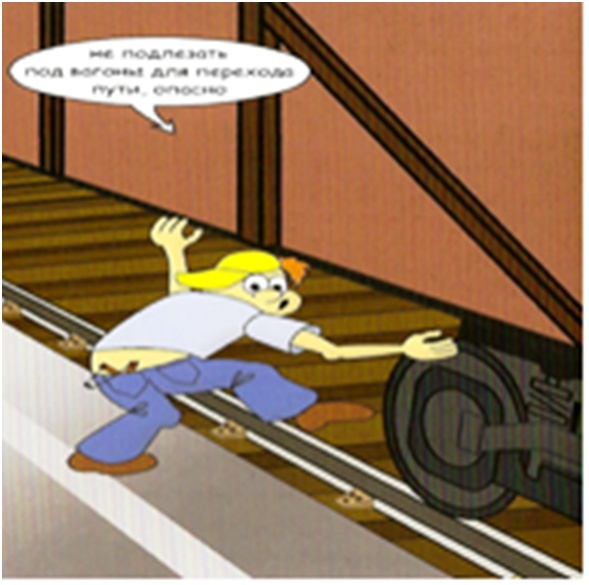 не подлезать
под вагоны для перехода
пути, опасно